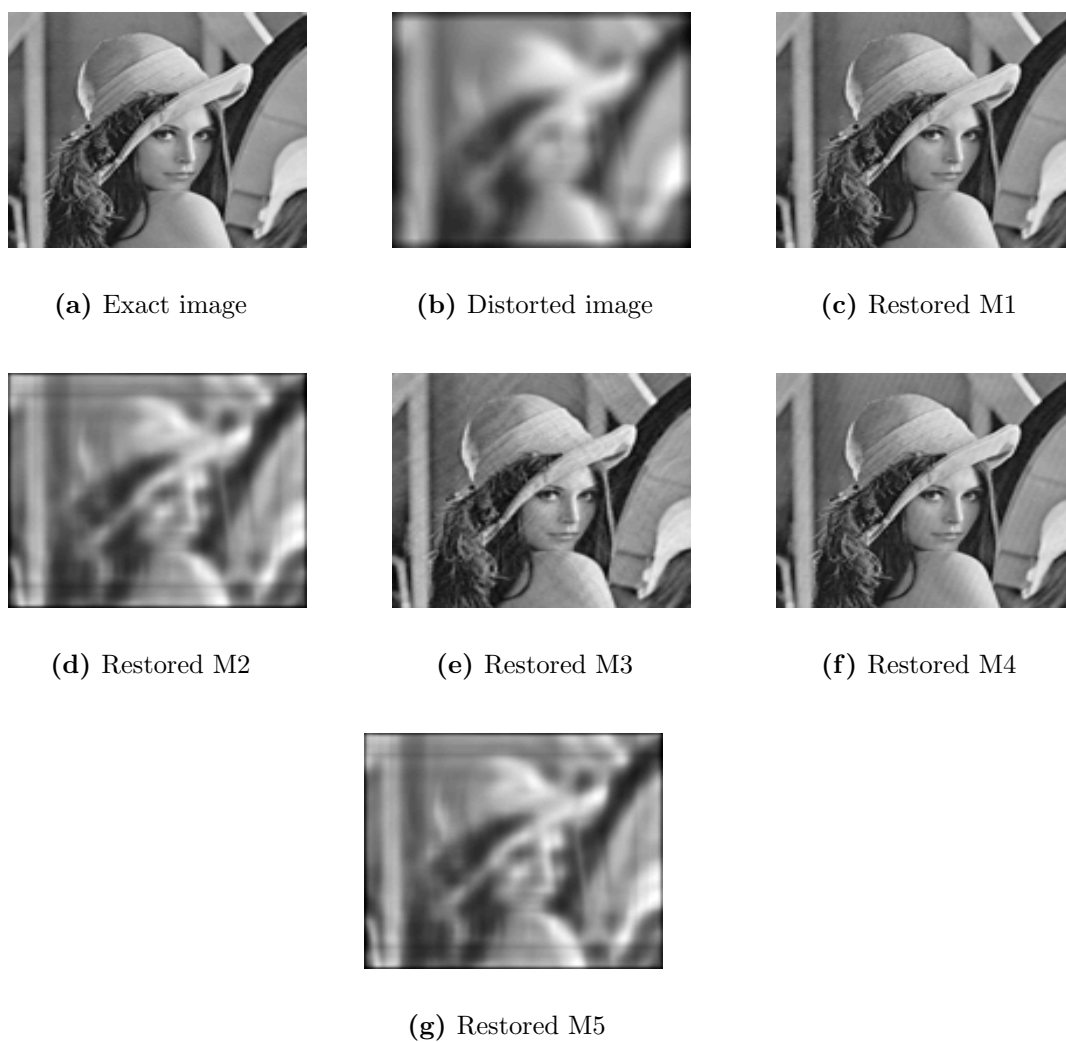 (a) Exact image
(b) Distorted image
(c) Restored M1
(d) Restored M2
(e) Restored M3
(f) Restored M4
(g) Restored M5